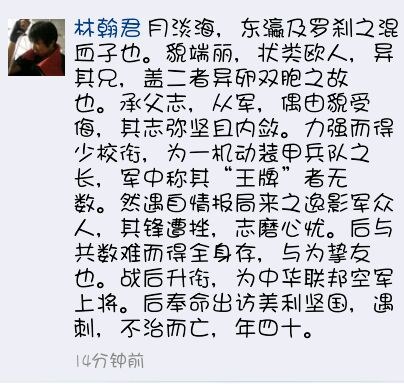 林翰君 月淡海，东瀛及罗刹之混
血子也。貌端丽，状类欧人，异
其兄，盖二者异卵双胞之故
也。承父志，从军，偶由貌受
侮，其志弥坚且内敛。力强而得
少校衔，为一机动装甲兵队之
长，军中称其“王牌”者无
数。然遇自情报局来之逸影军众
人，其锋遭挫，志磨心忧。后与
共数难而得全身存，与为挚友
也。战后升衔，为中华联邦空军
上将。后奉命出访美利坚国，遇
刺，不治而亡，年四十。
14分钟前